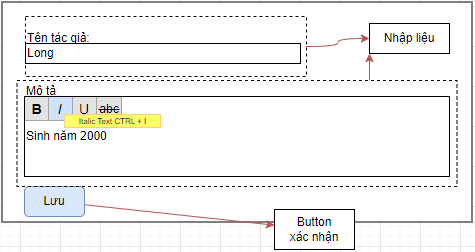 Tên tác giả:
Long
Nhập liệu
Mô tả
B I U abc
Italic Text CTRL + I
Sinh năm 2000
Lưu
Button
xác nhận